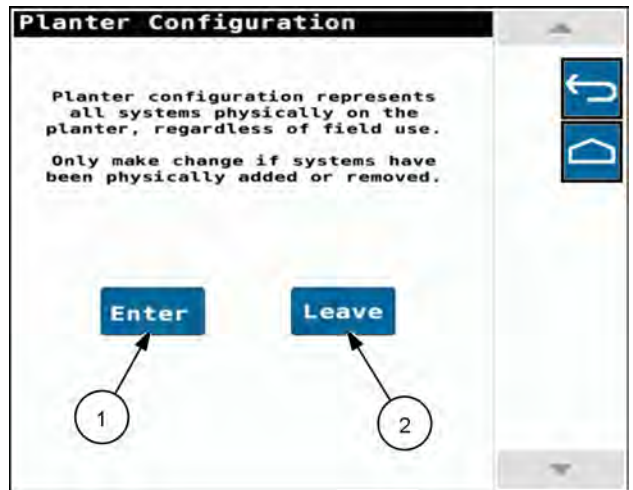 Planter Configuration
Planter configuration represents
all systems physically on the
planter, regardless of field use.
Only make change if systems have
been physically added or removed.
Enter
Leave
1
2